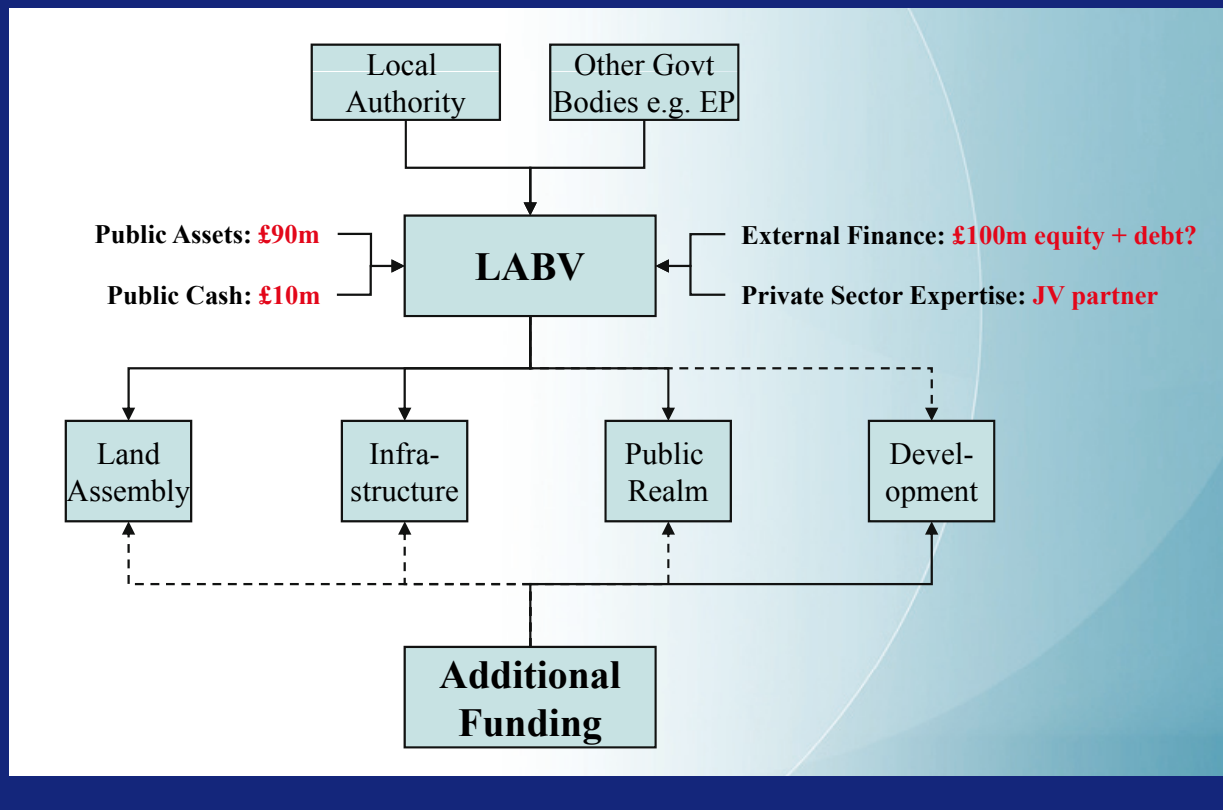 Local
Authority
Other Govt
Bodies e.g. EP
Public Assets: £90m
Public Cash: £10m
LABV
External Finance: £100m equity + debt?
Private Sector Expertise: JV partner
Land
Assembly
Infra-
structure
Public
Realm
Devel-
opment
Additional
Funding